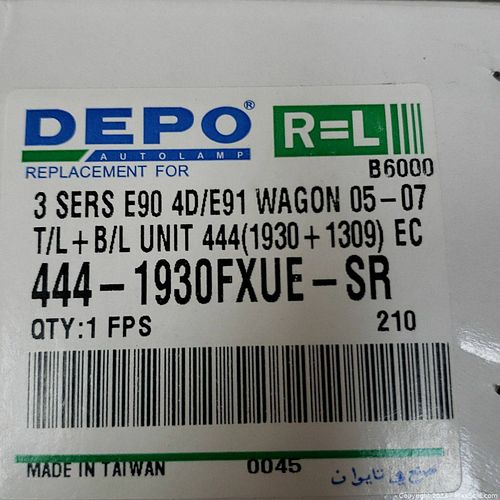 DEPO®
AUTOLAMP
R=L
REPLACEMENT FOR
B6000
3 SERS E90 4D/E91 WAGON 05-07
T/L+B/L UNIT 444(1930+1309) EC
444-1930FXUE-SR
QTY:1 FPS
210
MADE IN TAIWAN
0045
صنع في تايوان